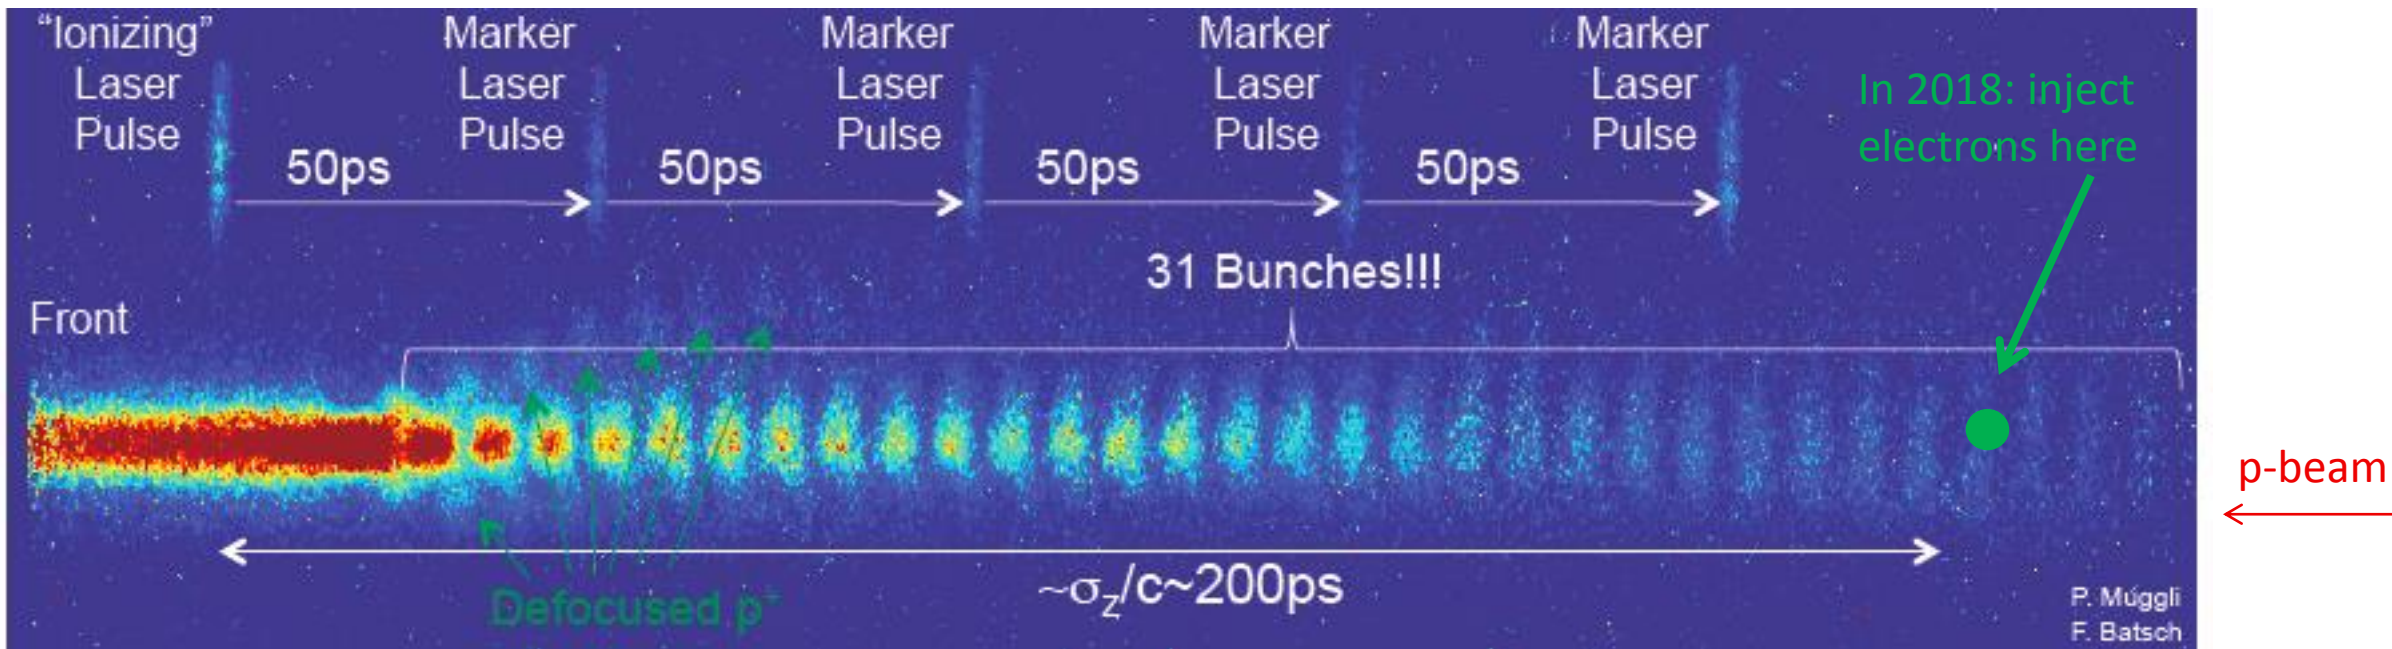 "Ionizing"
Laser
Pulse
Marker
Laser
Pulse
Marker
Laser
Pulse
Marker
Laser
Pulse
Marker
Laser
Pulse
In 2018: inject
electrons here
50ps
50ps
50ps
50ps
31 Bunches!!!
Front
p-beam
Defocused p⁺
~σz/c~200ps
P. Muggli
F. Batsch